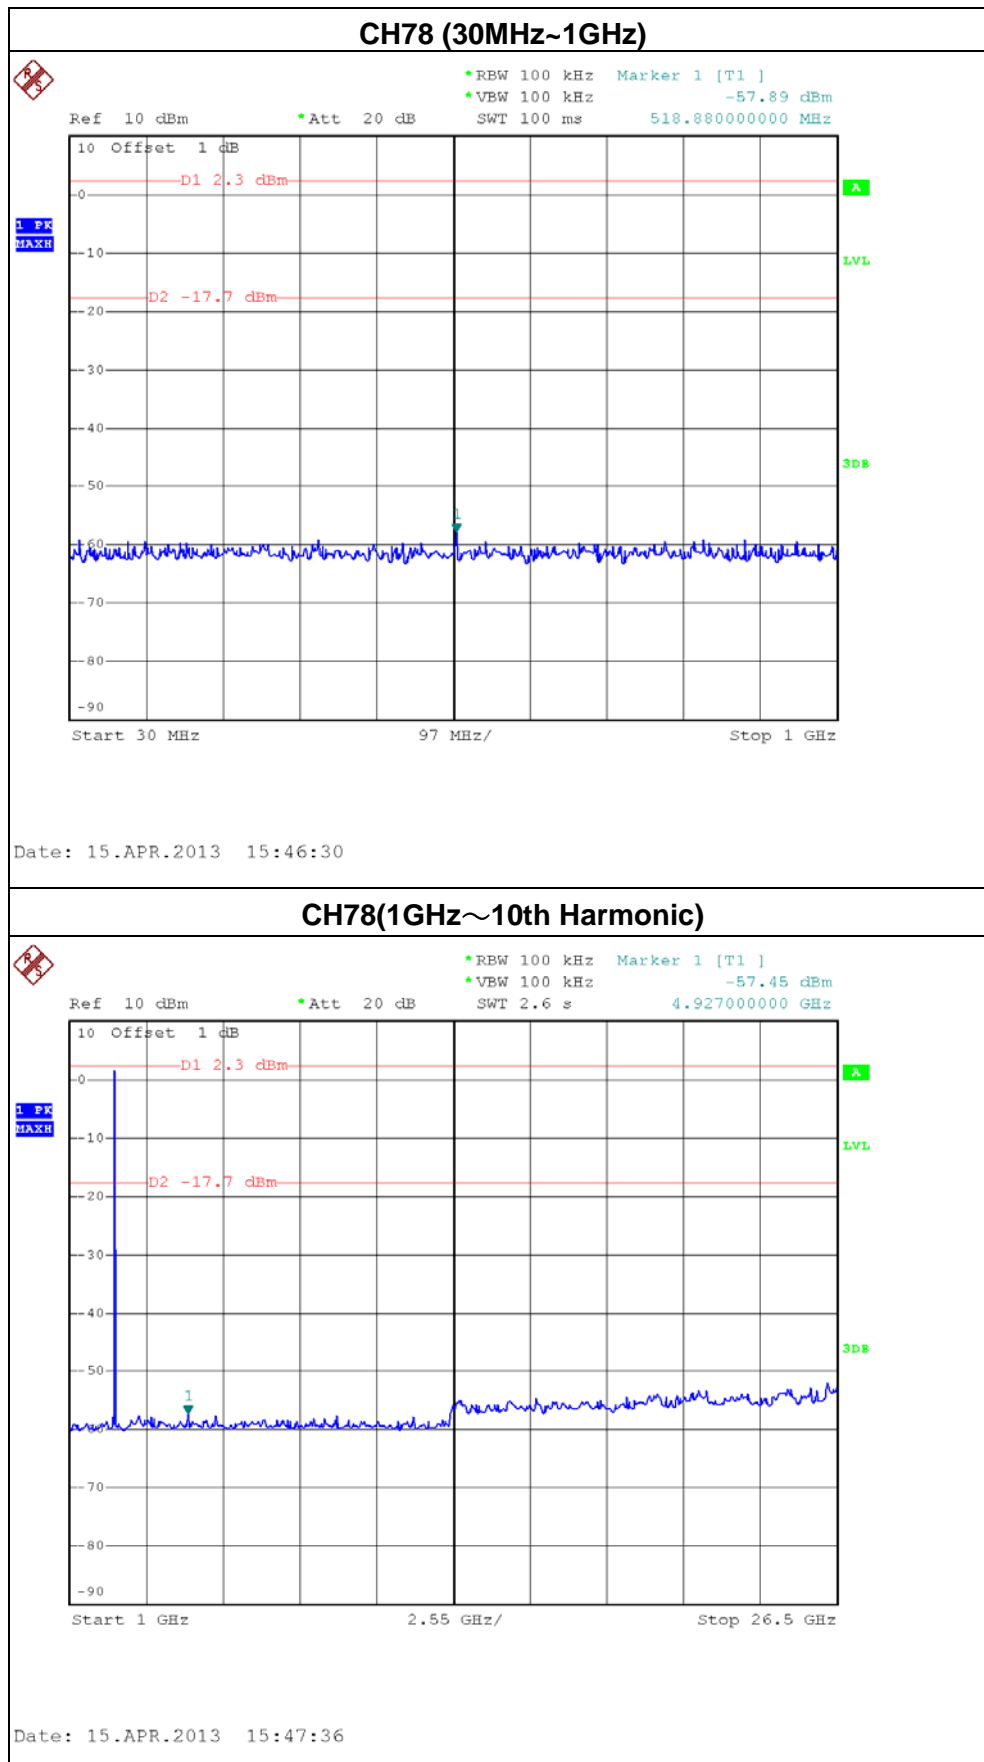 CH78 (30MHz~1GHz)
R S
*RBW 100 kHz Marker 1 [T1 ]
*VBW 100 kHz -57.89 dBm
Ref 10 dBm *Att 20 dB SWT 100 ms 518.880000000 MHz
10 Offset 1 dB
D1 2.3 dBm
0
A
1 PK
MAXH
-10
LVL
D2 -17.7 dBm
-20
-30
-40
3DB
-50
1
-60
-70
-80
-90
Start 30 MHz 97 MHz/ Stop 1 GHz
Date: 15.APR.2013 15:46:30
CH78(1GHz～10th Harmonic)
R S
*RBW 100 kHz Marker 1 [T1 ]
*VBW 100 kHz -57.45 dBm
Ref 10 dBm *Att 20 dB SWT 2.6 s 4.927000000 GHz
10 Offset 1 dB
D1 2.3 dBm
0
A
1 PK
MAXH
-10
LVL
D2 -17.7 dBm
-20
-30
-40
3DB
-50
1
-60
-70
-80
-90
Start 1 GHz 2.55 GHz/ Stop 26.5 GHz
Date: 15.APR.2013 15:47:36